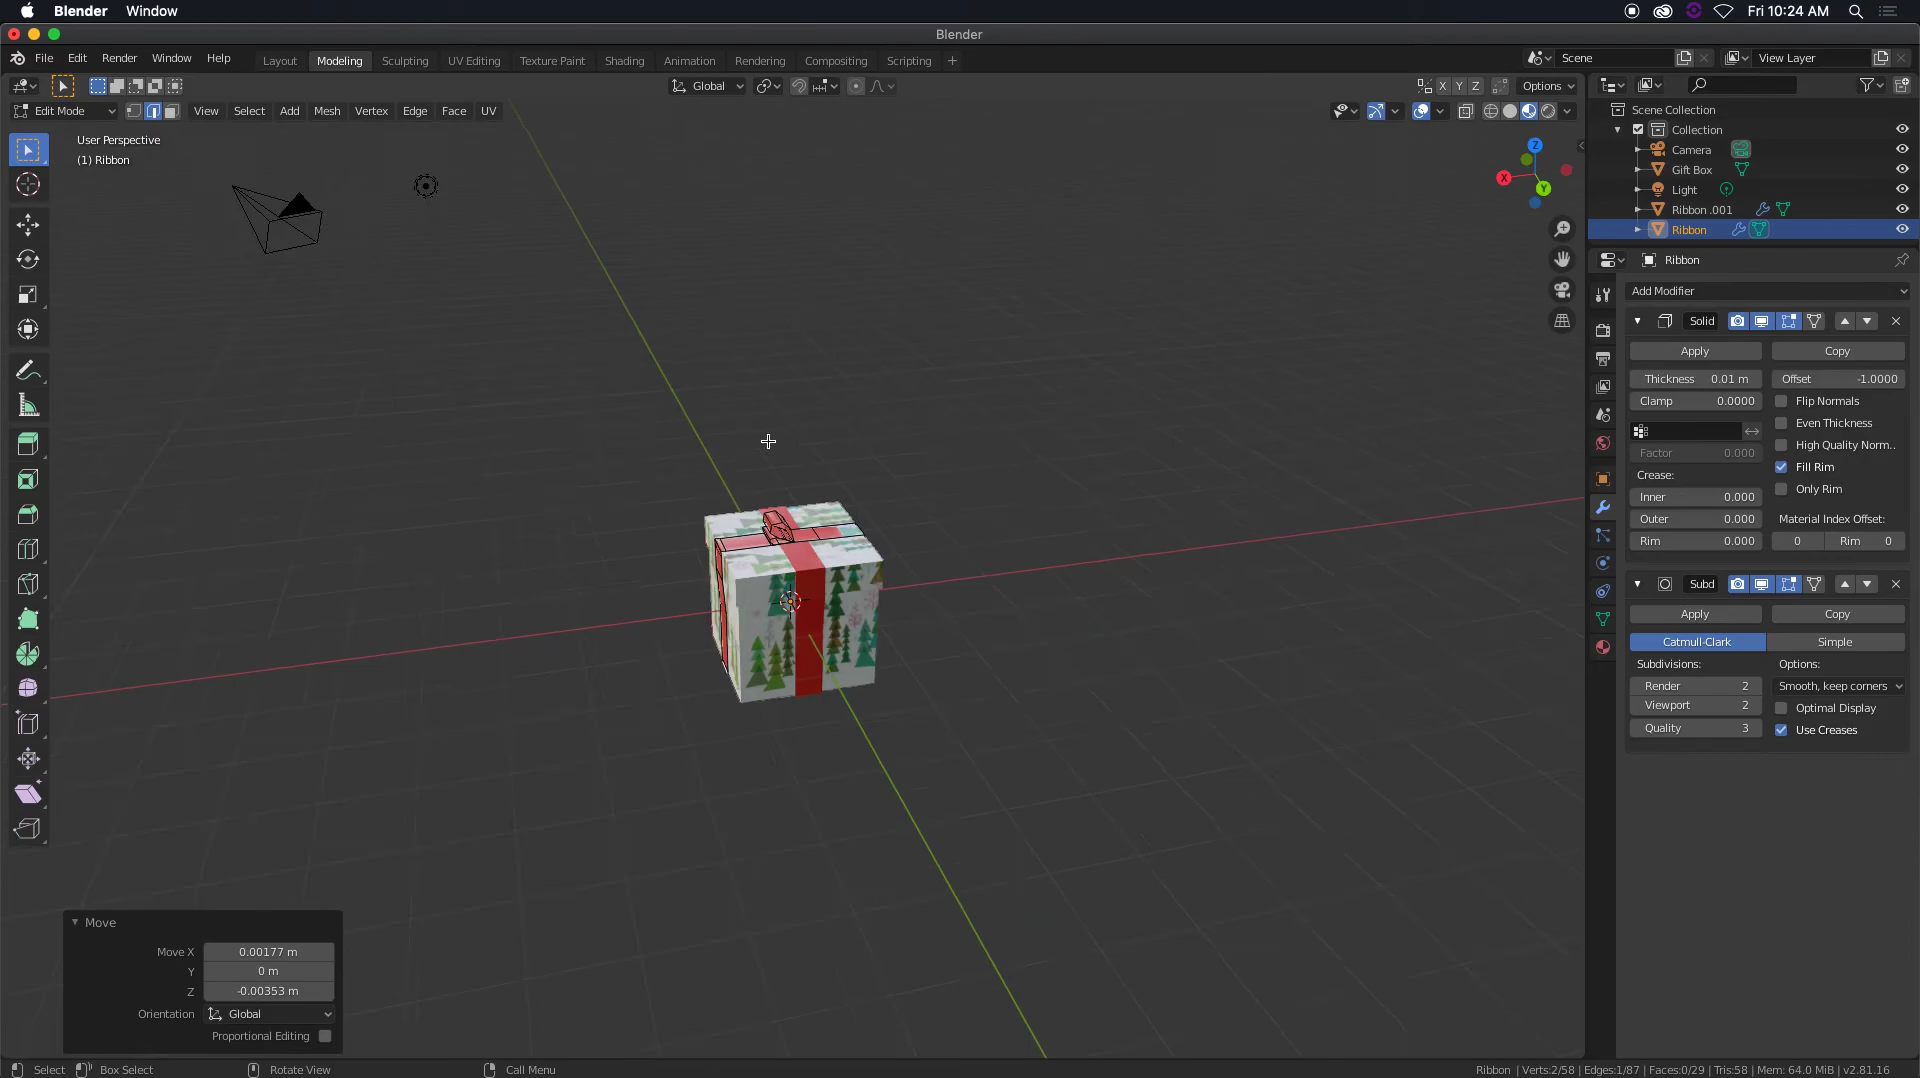 Blender Window Fri 10:24 AM
Blender
File Edit Render Window Help Layout Modeling Sculpting UV Editing Texture Paint Shading Animation Rendering Compositing Scripting + Scene View Layer
Global X Y Z Options
Edit Mode View Select Add Mesh Vertex Edge Face UV
Scene Collection
Collection
Camera
Gift Box
Light
Ribbon .001
Ribbon
User Perspective
(1) Ribbon
Z
X
Y
Ribbon
Add Modifier
Solid
Apply Copy
Thickness 0.01 m Offset -1.0000
Clamp 0.0000 Flip Normals
Even Thickness
High Quality Norm..
Factor 0.000
Fill Rim
Crease:
Only Rim
Inner 0.000
Outer 0.000 Material Index Offset:
Rim 0.000 0 Rim 0
Subd
Apply Copy
Catmull-Clark Simple
Subdivisions: Options:
Render 2 Smooth, keep corners
Viewport 2 Optimal Display
Quality 3 Use Creases
Move
Move X 0.00177 m
Y 0 m
Z -0.00353 m
Orientation Global
Proportional Editing
Select Box Select Rotate View Call Menu Ribbon | Verts:2/58 | Edges:1/87 | Faces:0/29 | Tris:58 | Mem: 64.0 MiB | v2.81.16